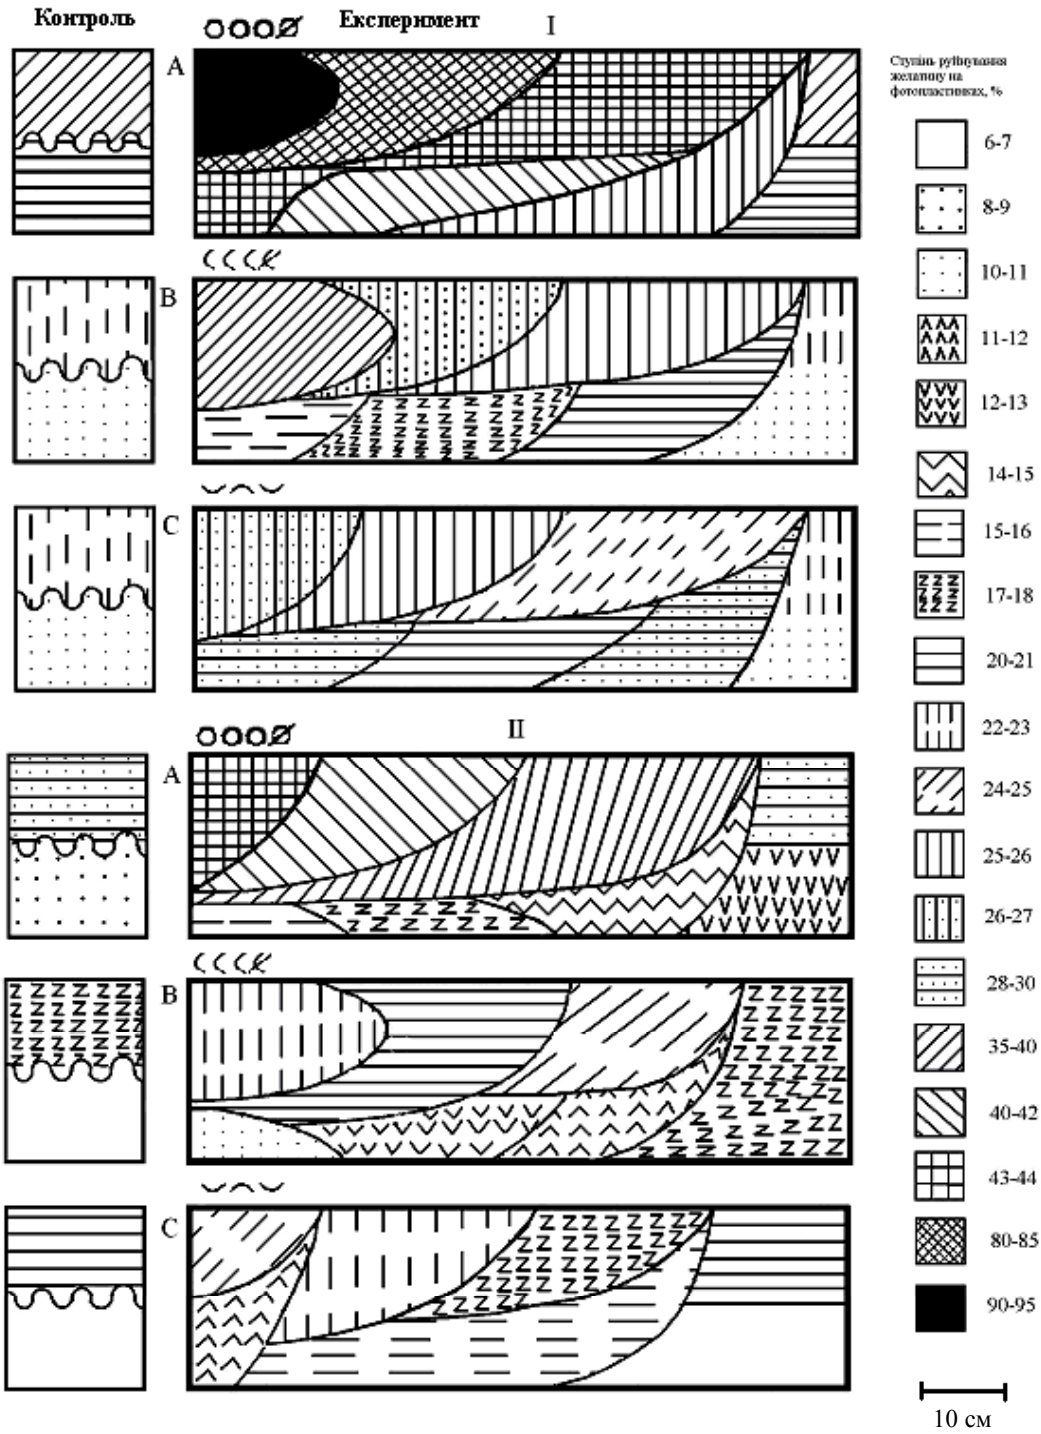 Контроль
Експеримент
I
A
B
C
II
A
B
C
Ступінь руйнування
желатину на
фотопластинках, %
6-7
8-9
10-11
11-12
12-13
14-15
15-16
17-18
20-21
22-23
24-25
25-26
26-27
28-30
35-40
40-42
43-44
80-85
90-95
10 см